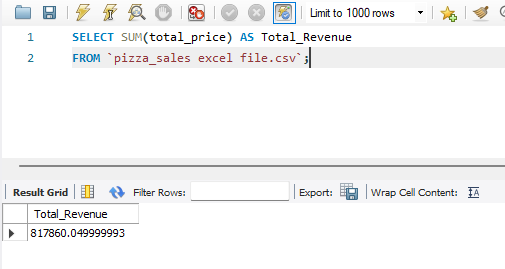 Limit to 1000 rows
1 SELECT SUM(total_price) AS Total_Revenue
2 FROM `pizza_sales excel file.csv`;
Result Grid Filter Rows: Export: Wrap Cell Content: IA
Total_Revenue
817860.049999993